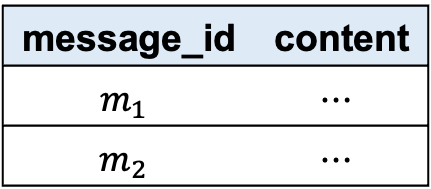 message_id content
m₁ ⋯
m₂ ⋯